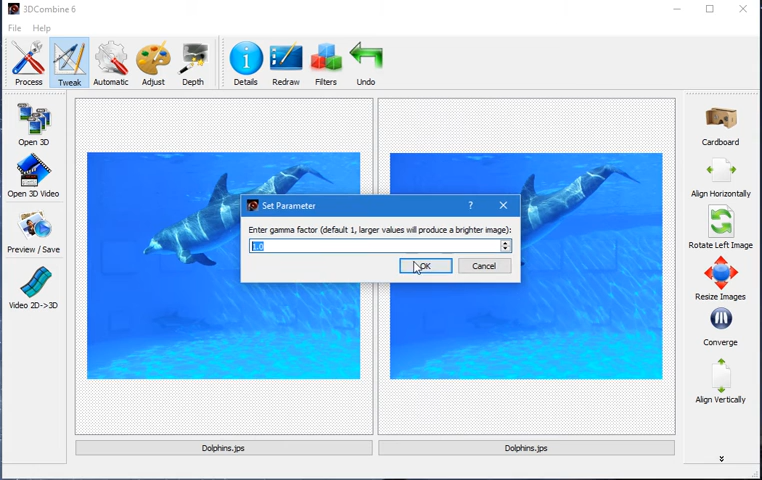 3DCombine 6
File Help
Process Tweak Automatic Adjust Depth Details Redraw Filters Undo
Open 3D
Open 3D Video
Preview / Save
Video 2D->3D
Set Parameter
Enter gamma factor (default 1, larger values will produce a brighter image):
1.0
OK Cancel
Dolphins.jps Dolphins.jps
Cardboard
Align Horizontally
Rotate Left Image
Resize Images
Converge
Align Vertically